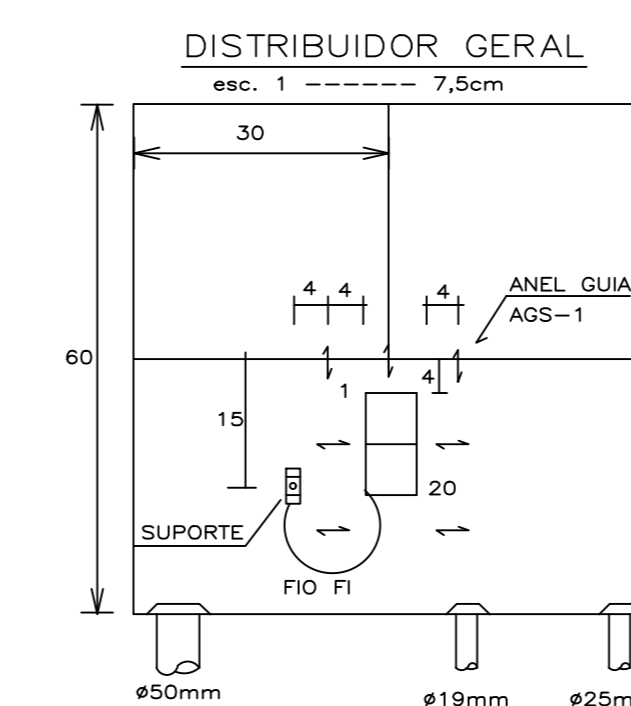 DISTRIBUIDOR GERAL
esc. 1 ------ 7,5cm
30
4 4 4
ANEL GUIA
AGS-1
60
1 4
15
20
SUPORTE
FIO FI
ø50mm ø19mm ø25m